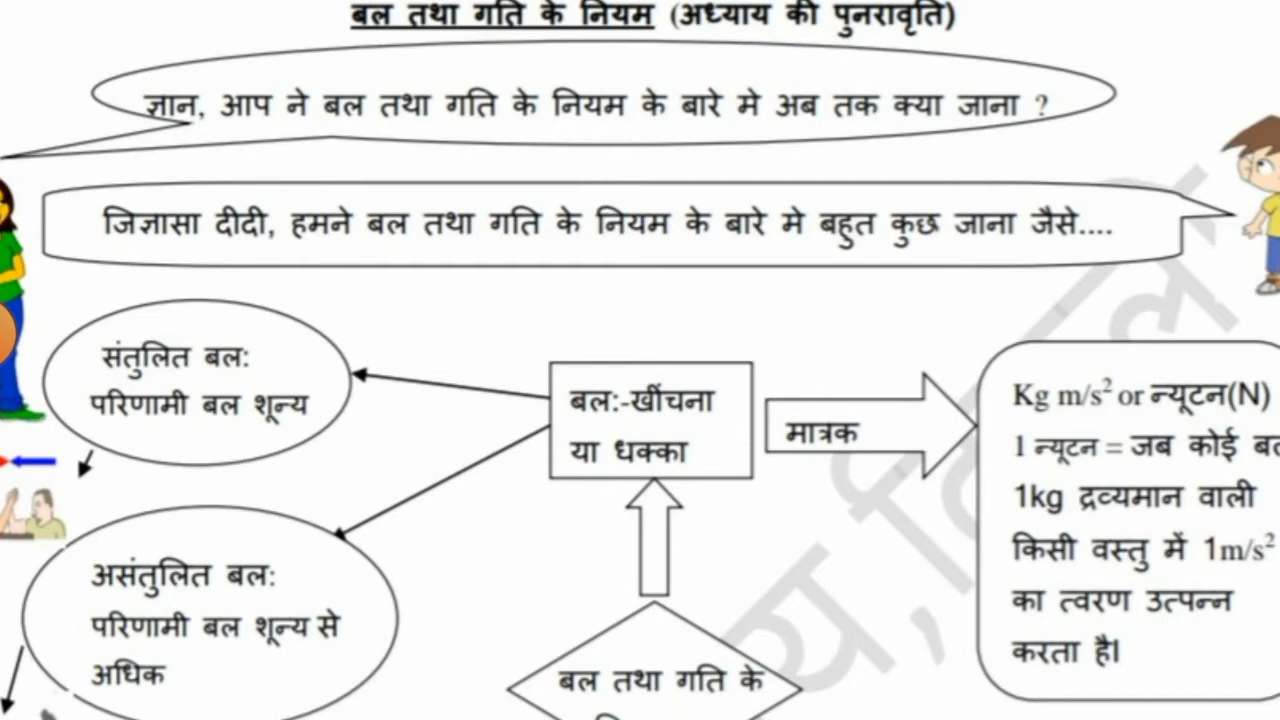 बल तथा गति के नियम (अध्याय की पुनरावृति)
ज्ञान, आप ने बल तथा गति के नियम के बारे मे अब तक क्या जाना ?
जिज्ञासा दीदी, हमने बल तथा गति के नियम के बारे मे बहुत कुछ जाना जैसे....
संतुलित बल:
परिणामी बल शून्य
बल:-खींचना
या धक्का
मात्रक
Kg m/s² or न्यूटन(N)
1 न्यूटन = जब कोई
1kg द्रव्यमान वाली
किसी वस्तु में 1m/s²
का त्वरण उत्पन्न
करता है।
असंतुलित बल:
परिणामी बल शून्य से
अधिक
बल तथा गति के